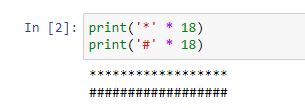 In [2]: print('*' * 18)
print('#' * 18)
******************
##################